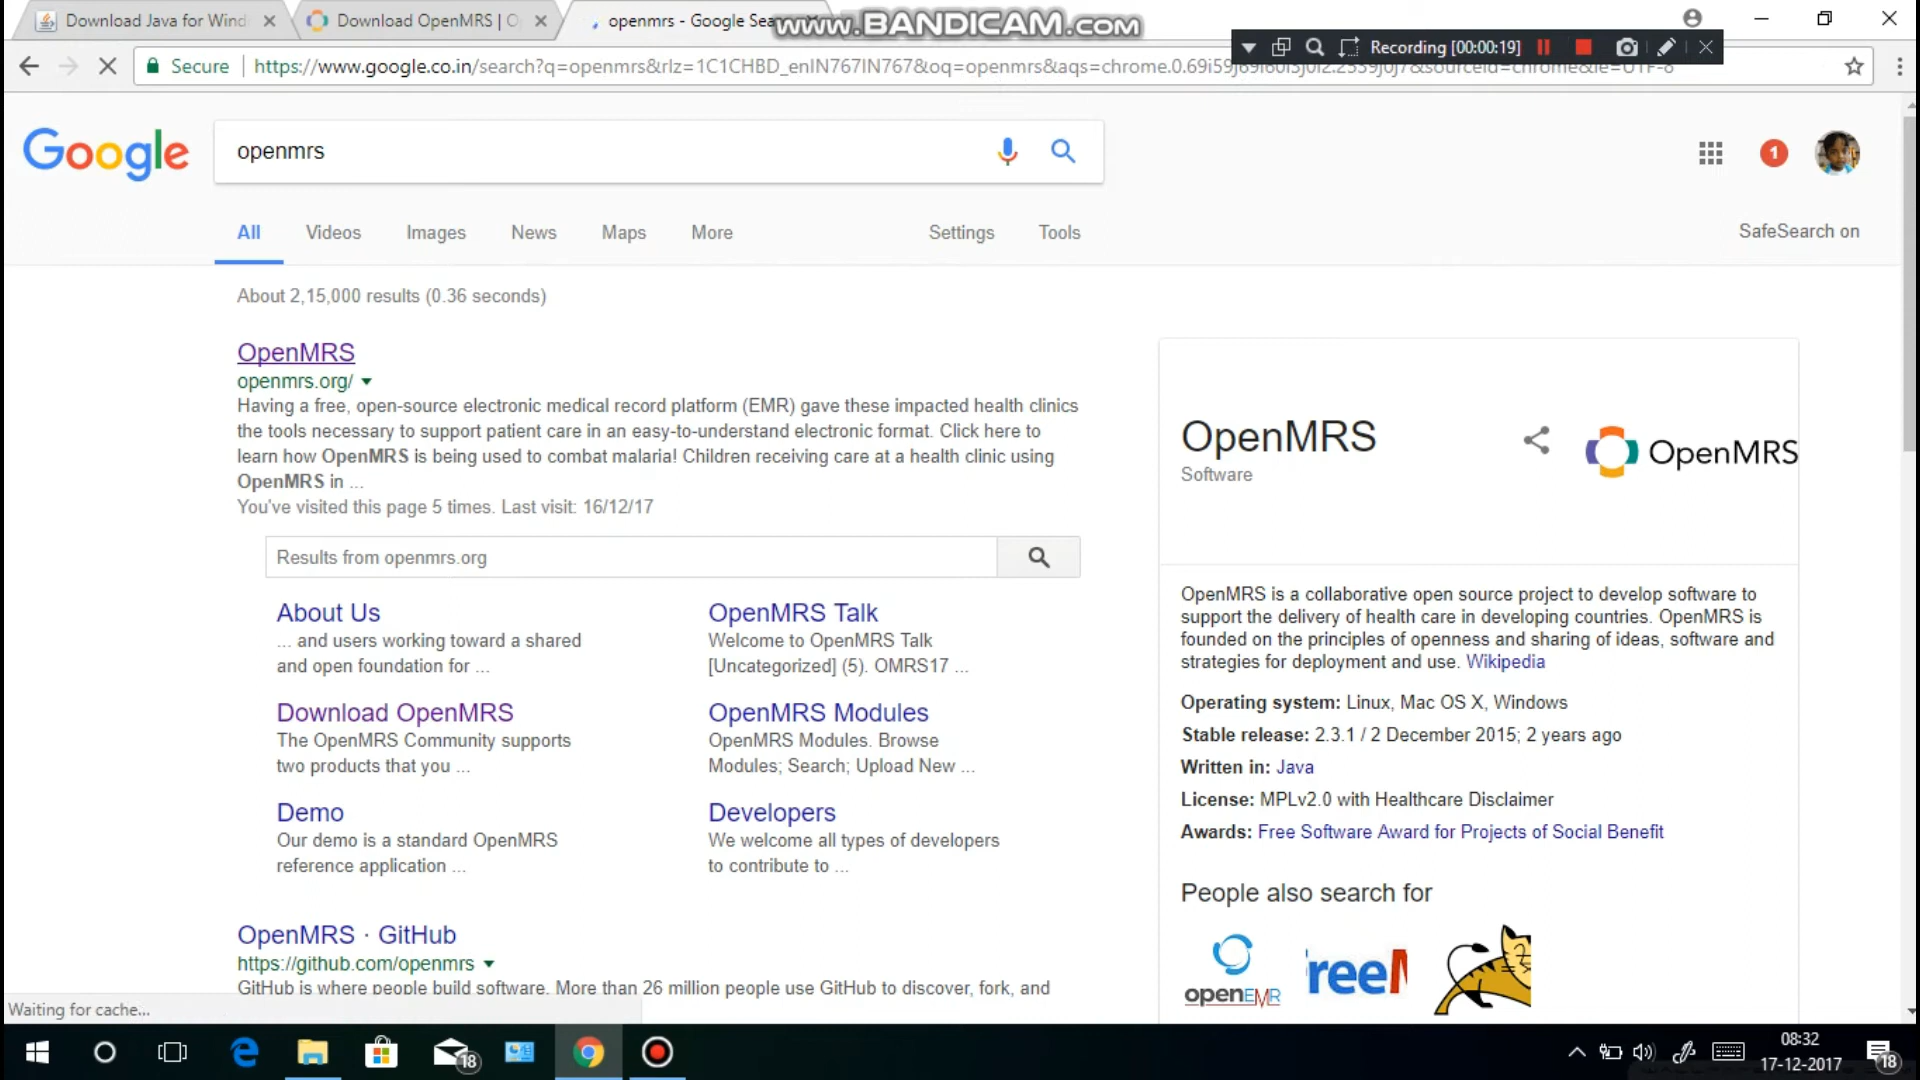 Download Java for Wind
Download OpenMRS | O
openmrs - Google Sea
www.BANDICAM.com
Recording [00:00:19]
Secure
https://www.google.co.in/search?q=openmrs&rlz=1C1CHBD_enIN767IN767&oq=openmrs&aqs=chrome.0.69i59j69i60l3j0l2.2339j0j7&sourceid=chrome&ie=UTF-8
Google
openmrs
1
All Videos Images News Maps More Settings Tools
SafeSearch on
About 2,15,000 results (0.36 seconds)
OpenMRS
openmrs.org/
Having a free, open-source electronic medical record platform (EMR) gave these impacted health clinics
the tools necessary to support patient care in an easy-to-understand electronic format. Click here to
learn how OpenMRS is being used to combat malaria! Children receiving care at a health clinic using
OpenMRS in ...
You've visited this page 5 times. Last visit: 16/12/17
Results from openmrs.org
About Us
... and users working toward a shared
and open foundation for ...
OpenMRS Talk
Welcome to OpenMRS Talk
[Uncategorized] (5). OMRS17 ...
Download OpenMRS
The OpenMRS Community supports
two products that you ...
OpenMRS Modules
OpenMRS Modules. Browse
Modules; Search; Upload New ...
Demo
Our demo is a standard OpenMRS
reference application ...
Developers
We welcome all types of developers
to contribute to ...
OpenMRS · GitHub
https://github.com/openmrs
GitHub is where people build software. More than 26 million people use GitHub to discover, fork, and
OpenMRS
Software
OpenMRS
OpenMRS is a collaborative open source project to develop software to
support the delivery of health care in developing countries. OpenMRS is
founded on the principles of openness and sharing of ideas, software and
strategies for deployment and use. Wikipedia
Operating system: Linux, Mac OS X, Windows
Stable release: 2.3.1 / 2 December 2015; 2 years ago
Written in: Java
License: MPLv2.0 with Healthcare Disclaimer
Awards: Free Software Award for Projects of Social Benefit
People also search for
openEMR
reeM
Waiting for cache...
18
08:32
17-12-2017
18